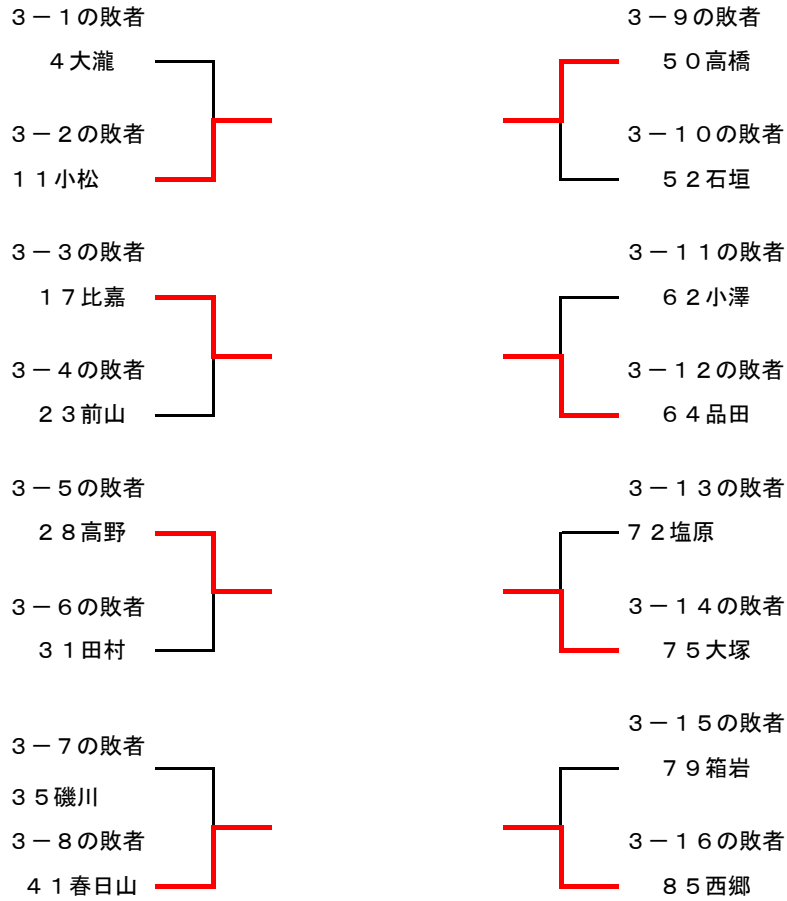 ３－１の敗者
４大瀧
３－２の敗者
１１小松
３－３の敗者
１７比嘉
３－４の敗者
２３前山
３－５の敗者
２８高野
３－６の敗者
３１田村
３－７の敗者
３５磯川
３－８の敗者
４１春日山
３－９の敗者
５０高橋
３－１０の敗者
５２石垣
３－１１の敗者
６２小澤
３－１２の敗者
６４品田
３－１３の敗者
７２塩原
３－１４の敗者
７５大塚
３－１５の敗者
７９箱岩
３－１６の敗者
８５西郷